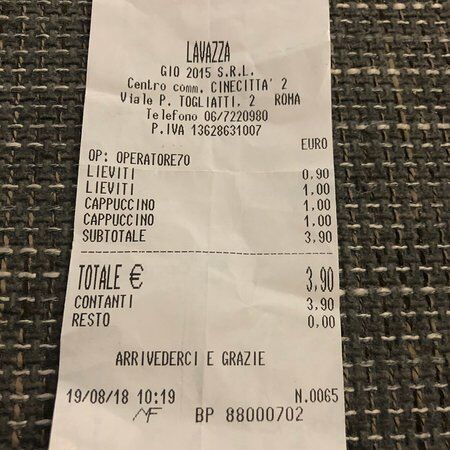 LAVAZZA
GIO 2015 S.R.L.
Centro comm. CINECITTA' 2
Viale P. TOGLIATTI, 2 ROMA
Telefono 06/7220980
P.IVA 13628631007
EURO
OP: OPERATORE70
LIEVITI 0,90
LIEVITI 1,00
CAPPUCCINO 1,00
CAPPUCCINO 1,00
SUBTOTALE 3,90
TOTALE € 3,90
CONTANTI 3,90
RESTO 0,00
ARRIVEDERCI E GRAZIE
19/08/18 10:19 N.0065
MF BP 88000702